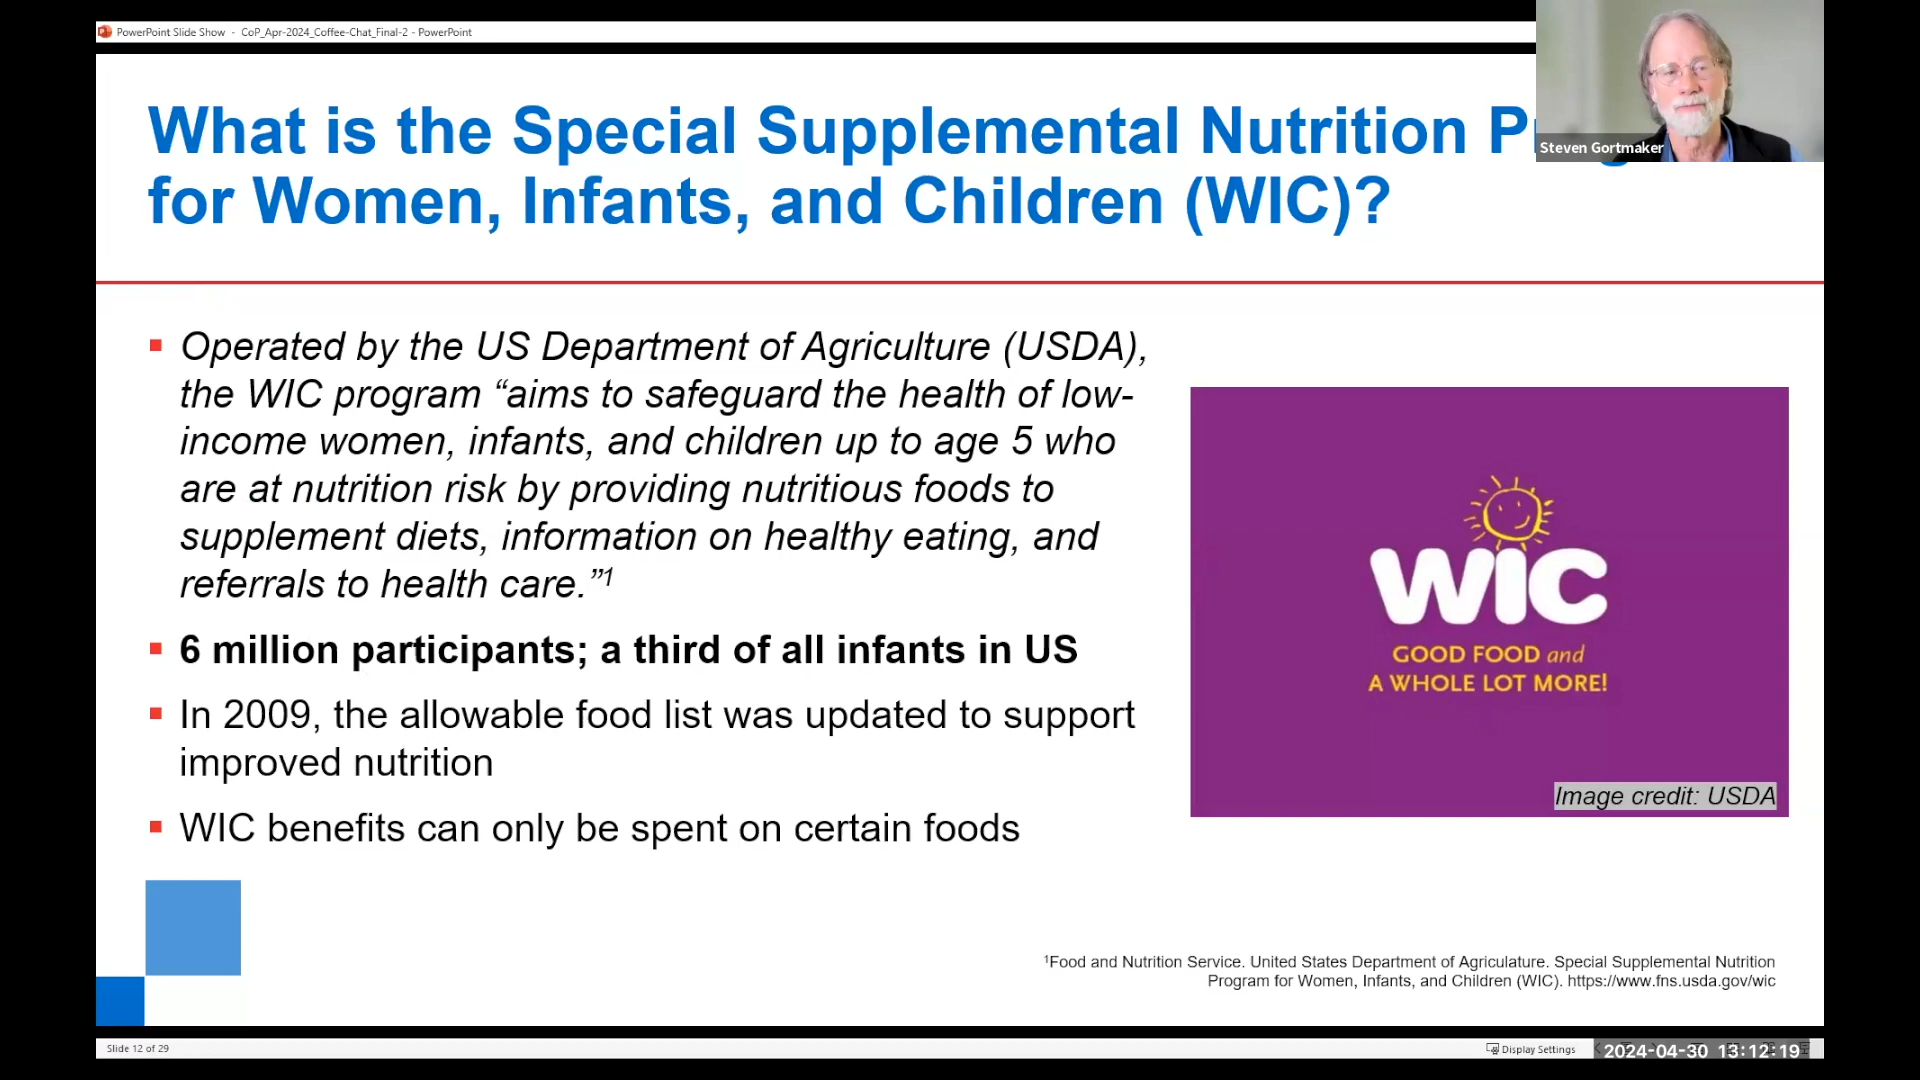 PowerPoint Slide Show - CoP_Apr-2024_Coffee-Chat_Final-2 - PowerPoint
What is the Special Supplemental Nutrition
for Women, Infants, and Children (WIC)?
Steven Gortmaker
▪ Operated by the US Department of Agriculture (USDA),
the WIC program “aims to safeguard the health of low-
income women, infants, and children up to age 5 who
are at nutrition risk by providing nutritious foods to
supplement diets, information on healthy eating, and
referrals to health care.”¹
▪ 6 million participants; a third of all infants in US
▪ In 2009, the allowable food list was updated to support
improved nutrition
▪ WIC benefits can only be spent on certain foods
WIC
GOOD FOOD and
A WHOLE LOT MORE!
Image credit: USDA
¹Food and Nutrition Service. United States Department of Agriculature. Special Supplemental Nutrition
Program for Women, Infants, and Children (WIC). https://www.fns.usda.gov/wic
Slide 12 of 29
Display Settings
2024-04-30 13:12:19